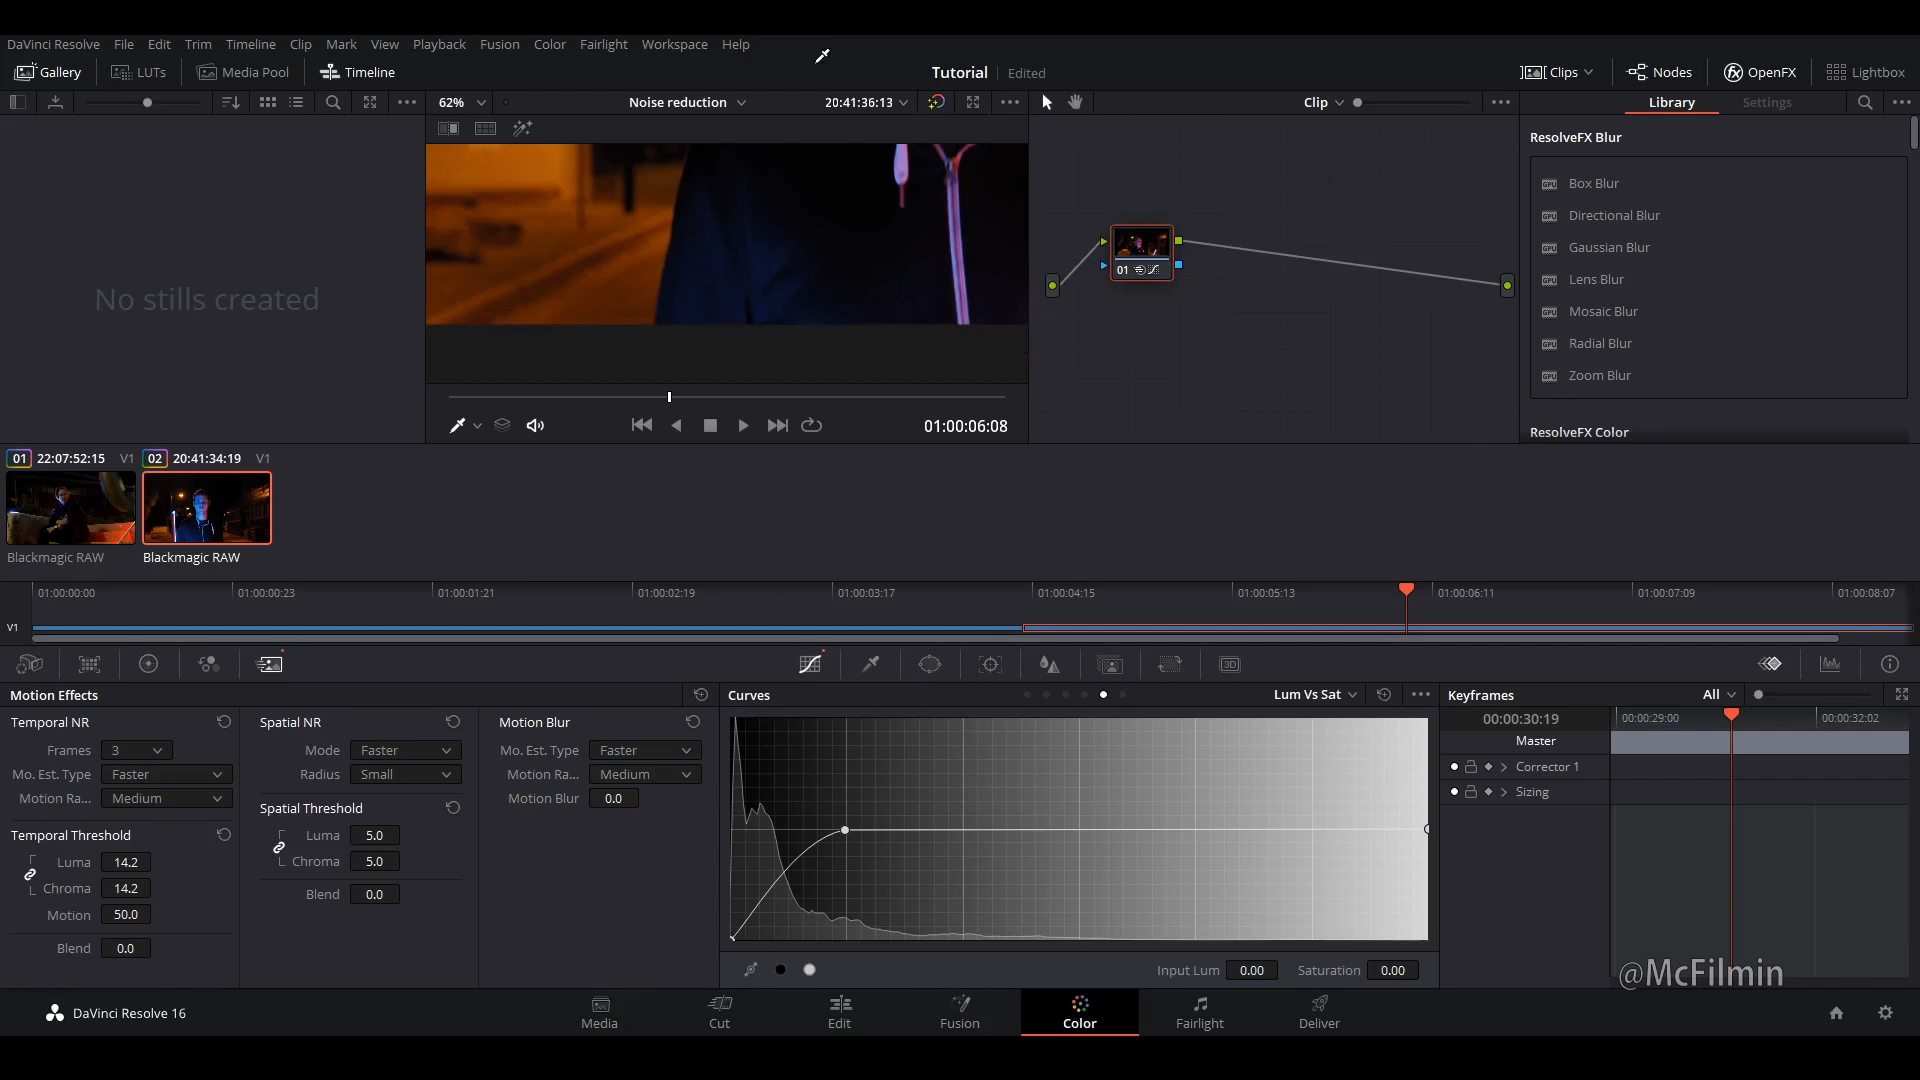 DaVinci Resolve File Edit Trim Timeline Clip Mark View Playback Fusion Color Fairlight Workspace Help
Gallery LUTs Media Pool Timeline Tutorial Edited Clips Nodes OpenFX Lightbox
62% Noise reduction 20:41:36:13 Clip Library Settings
ResolveFX Blur
Box Blur
Directional Blur
Gaussian Blur
Lens Blur
Mosaic Blur
Radial Blur
Zoom Blur
ResolveFX Color
No stills created
01
01:00:06:08
01 22:07:52:15 V1 02 20:41:34:19 V1
Blackmagic RAW Blackmagic RAW
01:00:00:00 01:00:00:23 01:00:01:21 01:00:02:19 01:00:03:17 01:00:04:15 01:00:05:13 01:00:06:11 01:00:07:09 01:00:08:07
V1
3D
Motion Effects
Temporal NR
Frames 3
Mo. Est. Type Faster
Motion Ra... Medium
Temporal Threshold
Luma 14.2
Chroma 14.2
Motion 50.0
Blend 0.0
Spatial NR
Mode Faster
Radius Small
Spatial Threshold
Luma 5.0
Chroma 5.0
Blend 0.0
Motion Blur
Mo. Est. Type Faster
Motion Ra... Medium
Motion Blur 0.0
Curves Lum Vs Sat
Input Lum 0.00 Saturation 0.00
Keyframes All
00:00:30:19 00:00:29:00 00:00:32:02
Master
Corrector 1
Sizing
@McFilmin
DaVinci Resolve 16 Media Cut Edit Fusion Color Fairlight Deliver